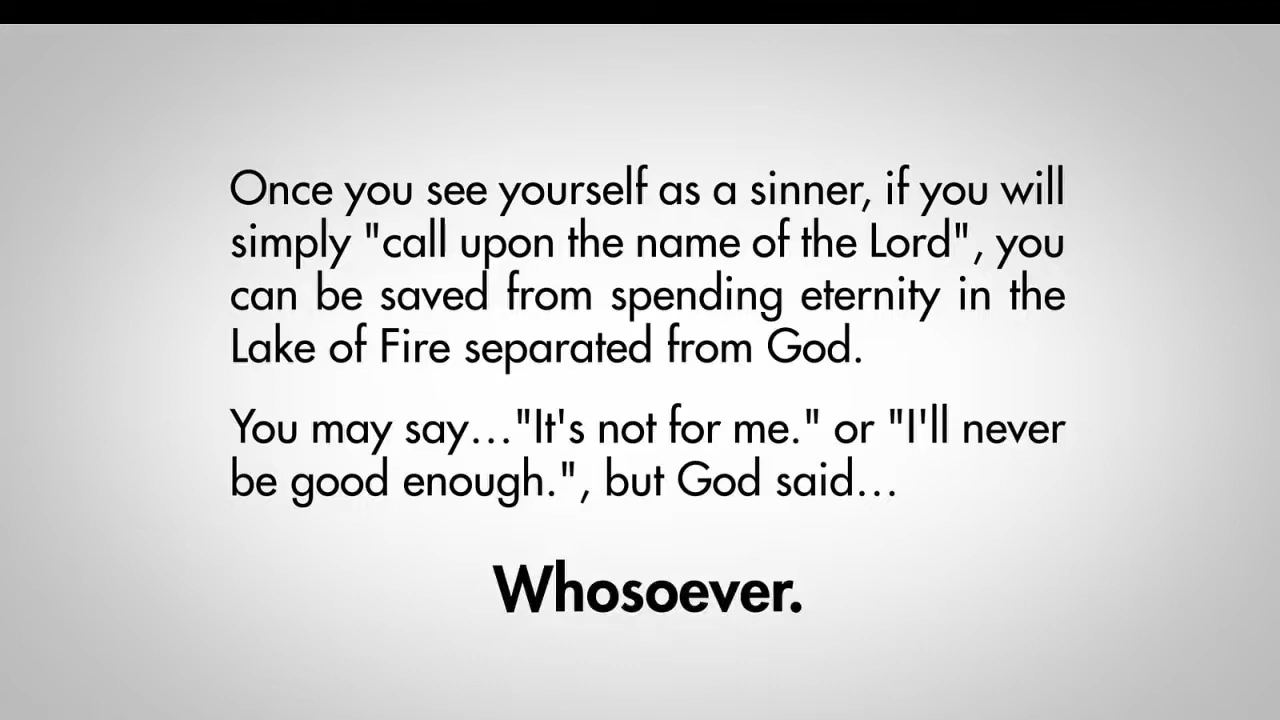 Once you see yourself as a sinner, if you will
simply "call upon the name of the Lord", you
can be saved from spending eternity in the
Lake of Fire separated from God.
You may say..."It's not for me." or "I'll never
be good enough.", but God said...
Whosoever.